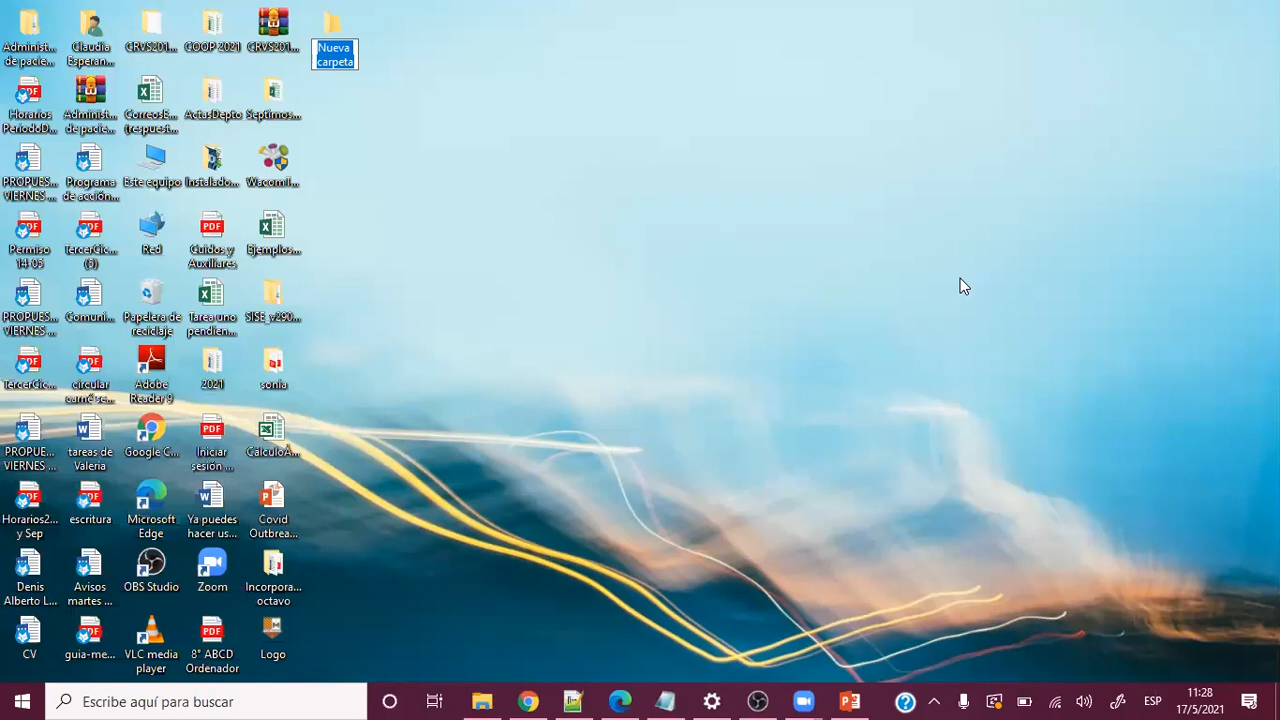 Administ...
de pacie...
Claudia
Esperan...
CRVS201...
COOP 2021
CRVS201...
Nueva
carpeta
Horarios
PeriodoD...
Administ...
de pacie...
CorreosE...
(respuest...
ActasDepto
Septimos...
PROPUES...
VIERNES ...
Programa
de acción...
Este equipo
Instalado...
WacomT...
Permiso
14-05
TercerCic...
(3)
Red
Guidos y
Auxiliares
Ejemplos...
PROPUES...
VIERNES ...
Comuni...
Papelera de
reciclaje
Tarea uno
pendien...
SISE_v290...
TercerCic...
circular
carné se...
Adobe
Reader 9
2021
sonia
PROPUE...
VIERNES ...
tareas de
Valeria
Google C...
Iniciar
sesión ...
CalculoA...
Horarios2...
y Sep
escritura
Microsoft
Edge
Ya puedes
hacer us...
Covid
Outbrea...
Denis
Alberto L...
Avisos
martes ...
OBS Studio
Zoom
Incorpora...
octavo
CV
guia-me...
VLC media
player
8° ABCD
Ordenador
Logo
Escribe aquí para buscar
ESP
11:28
17/5/2021